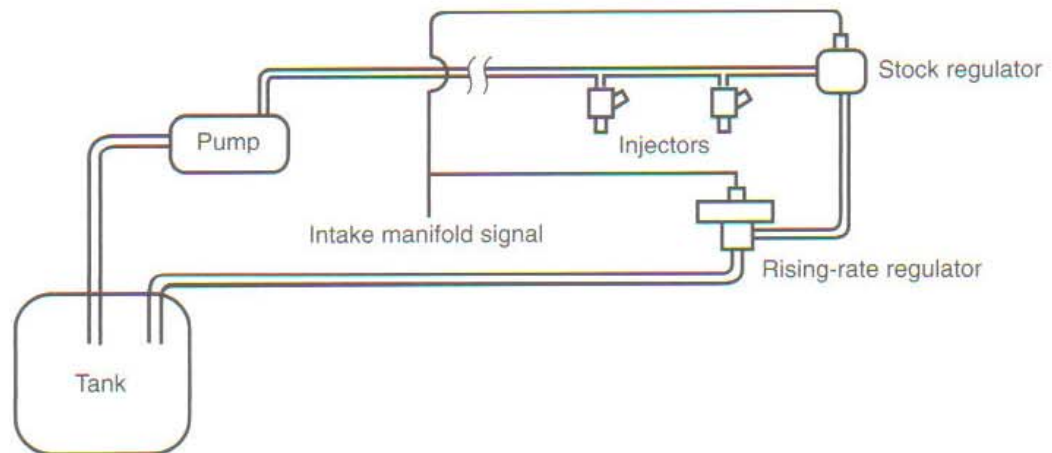 Stock regulator
Pump
Injectors
Intake manifold signal
Rising-rate regulator
Tank